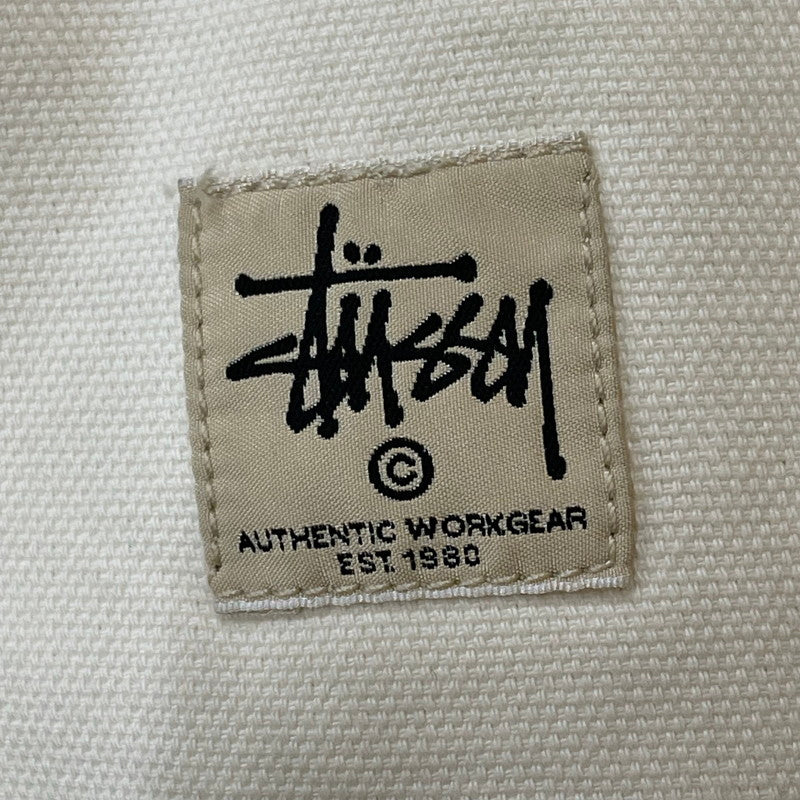 Stüssy
©
AUTHENTIC WORKGEAR
EST. 1980